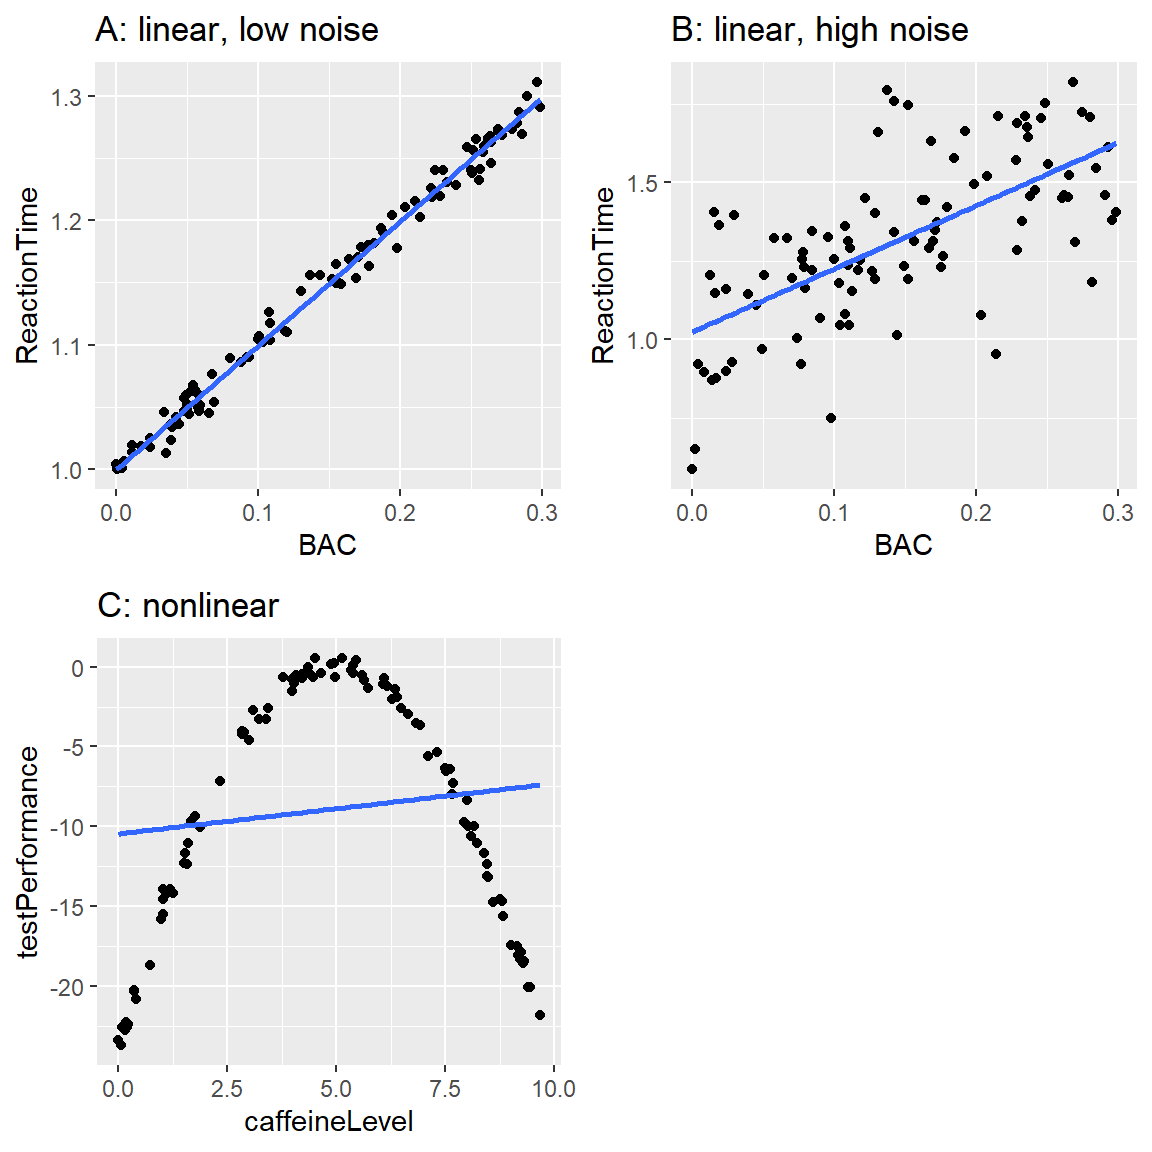 A: linear, low noise
ReactionTime
1.3
1.2
1.1
1.0
0.0 0.1 0.2 0.3
BAC
B: linear, high noise
ReactionTime
1.5
1.0
0.0 0.1 0.2 0.3
BAC
C: nonlinear
testPerformance
0
-5
-10
-15
-20
0.0 2.5 5.0 7.5 10.0
caffeineLevel